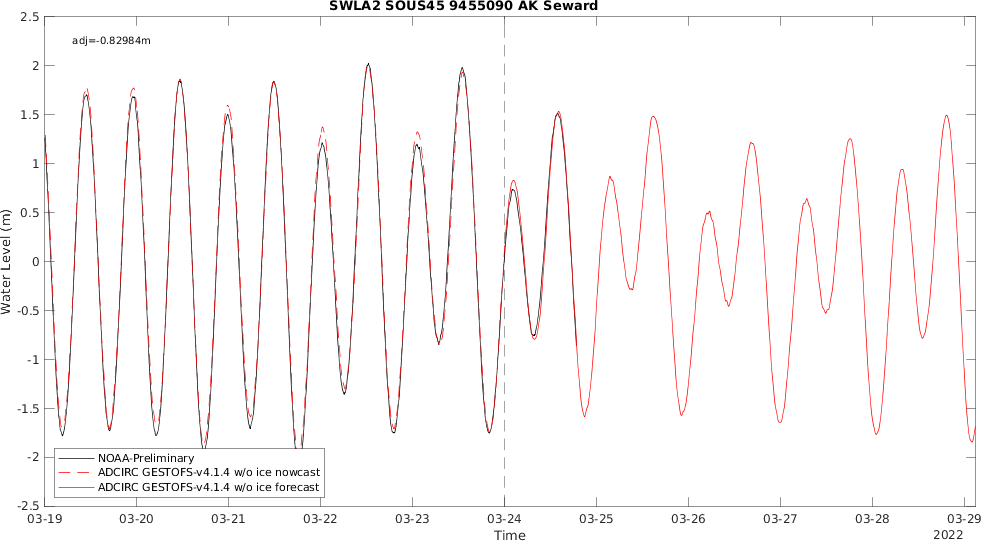 SWLA2 SOUS45 9455090 AK Seward
adj=-0.82984m
2.5
2
1.5
1
0.5
0
-0.5
-1
-1.5
-2
-2.5
Water Level (m)
NOAA-Preliminary
ADCIRC GESTOFS-v4.1.4 w/o ice nowcast
ADCIRC GESTOFS-v4.1.4 w/o ice forecast
03-19 03-20 03-21 03-22 03-23 03-24 03-25 03-26 03-27 03-28 03-29
Time
2022